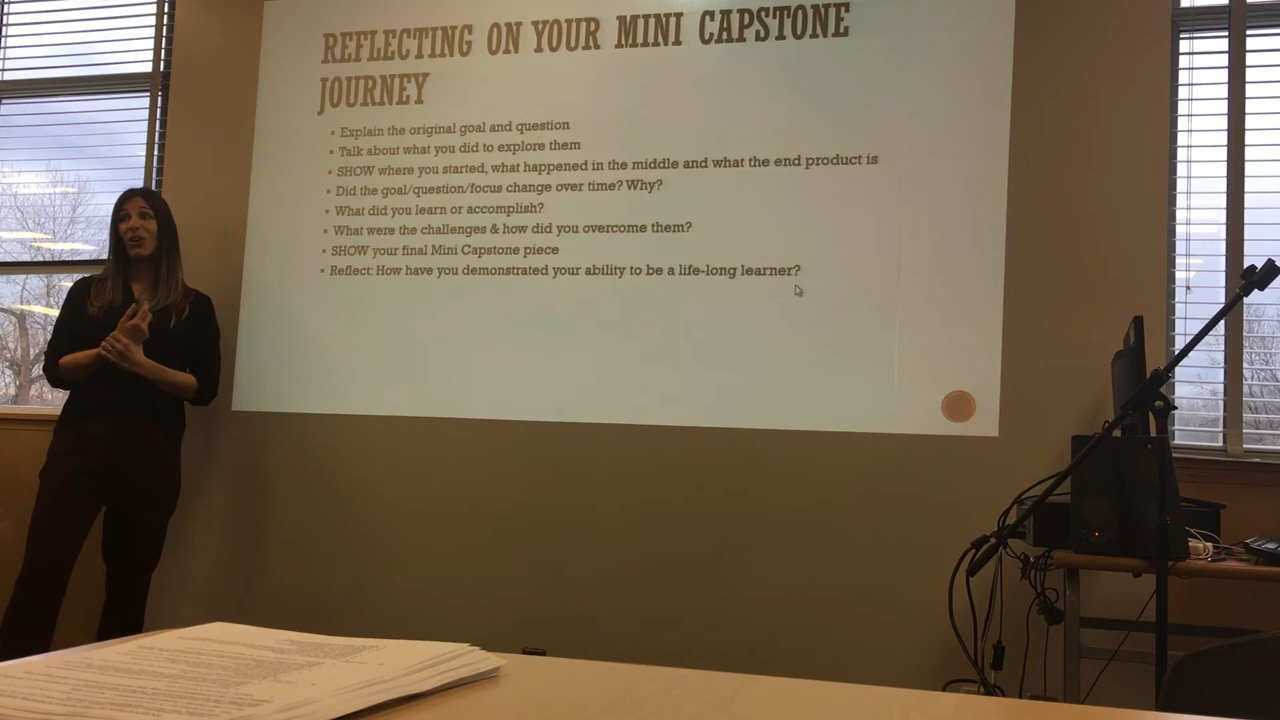 REFLECTING ON YOUR MINI CAPSTONE
JOURNEY
Explain the original goal and question
Talk about what you did to explore them
SHOW where you started, what happened in the middle and what the end product is
Did the goal/question/focus change over time? Why?
What did you learn or accomplish?
What were the challenges & how did you overcome them?
SHOW your final Mini Capstone piece
Reflect: How have you demonstrated your ability to be a life-long learner?